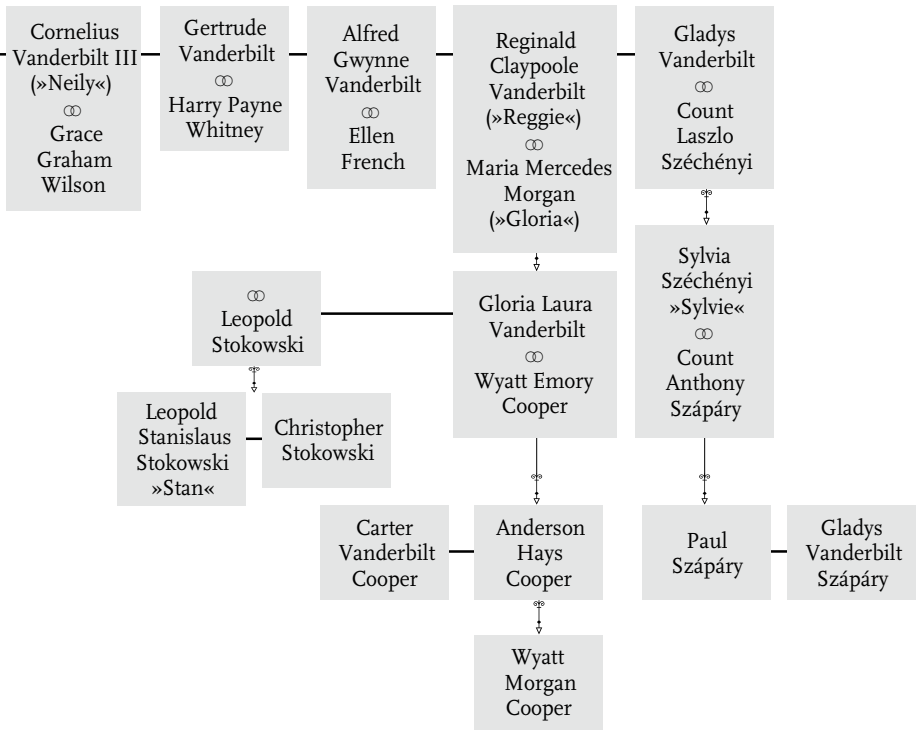 Cornelius
Vanderbilt III
(»Neily«)
Grace
Graham
Wilson
Gertrude
Vanderbilt
Harry Payne
Whitney
Alfred
Gwynne
Vanderbilt
Ellen
French
Reginald
Claypoole
Vanderbilt
(»Reggie«)
Maria Mercedes
Morgan
(»Gloria«)
Gladys
Vanderbilt
Count
Laszlo
Széchényi
Leopold
Stokowski
Gloria Laura
Vanderbilt
Wyatt Emory
Cooper
Sylvia
Széchényi
»Sylvie«
Count
Anthony
Szápáry
Leopold
Stanislaus
Stokowski
»Stan«
Christopher
Stokowski
Carter
Vanderbilt
Cooper
Anderson
Hays
Cooper
Paul
Szápáry
Gladys
Vanderbilt
Szápáry
Wyatt
Morgan
Cooper